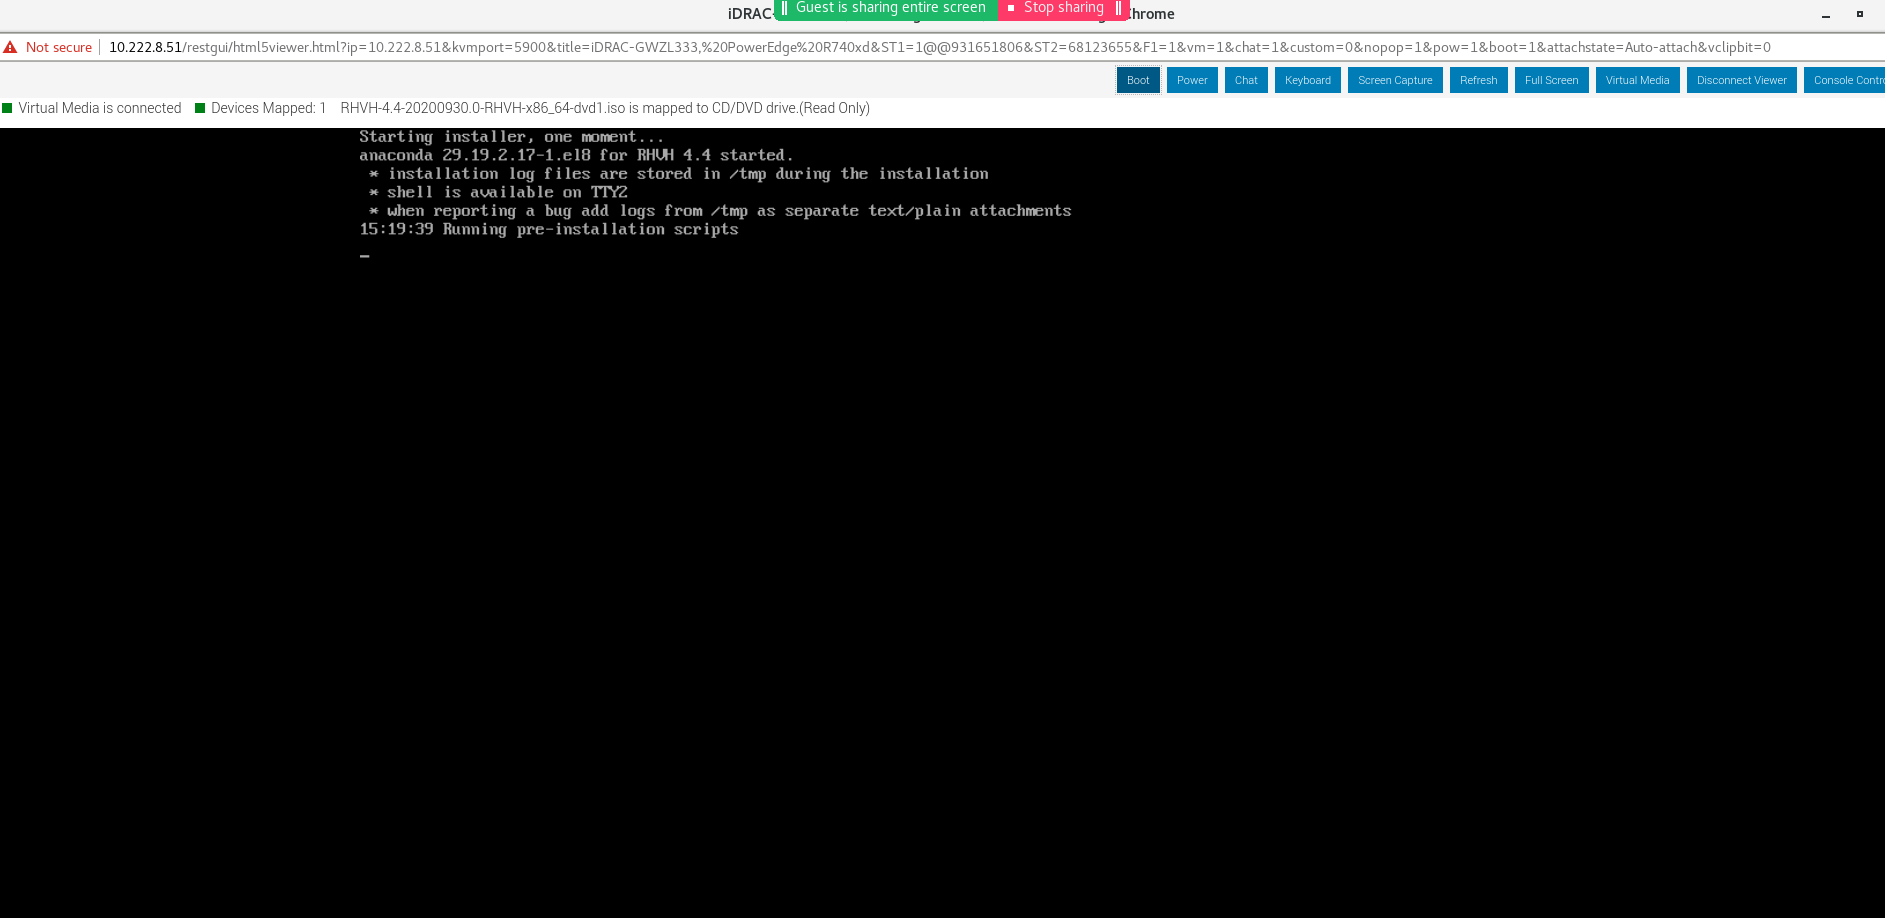 iDRAC-
Guest is sharing entire screen
Stop sharing
Chrome
Not secure
10.222.8.51/restgui/html5viewer.html?ip=10.222.8.51&kvmport=5900&title=iDRAC-GWZL333,%20PowerEdge%20R740xd&ST1=1@@931651806&ST2=68123655&F1=1&vm=1&chat=1&custom=0&nopop=1&pow=1&boot=1&attachstate=Auto-attach&vclipbit=0
Boot Power Chat Keyboard Screen Capture Refresh Full Screen Virtual Media Disconnect Viewer Console Contr
Virtual Media is connected Devices Mapped: 1 RHVH-4.4-20200930.0-RHVH-x86_64-dvd1.iso is mapped to CD/DVD drive.(Read Only)
Starting installer, one moment...
anaconda 29.19.2.17-1.el8 for RHVH 4.4 started.
* installation log files are stored in /tmp during the installation
* shell is available on TTY2
* when reporting a bug add logs from /tmp as separate text/plain attachments
15:19:39 Running pre-installation scripts